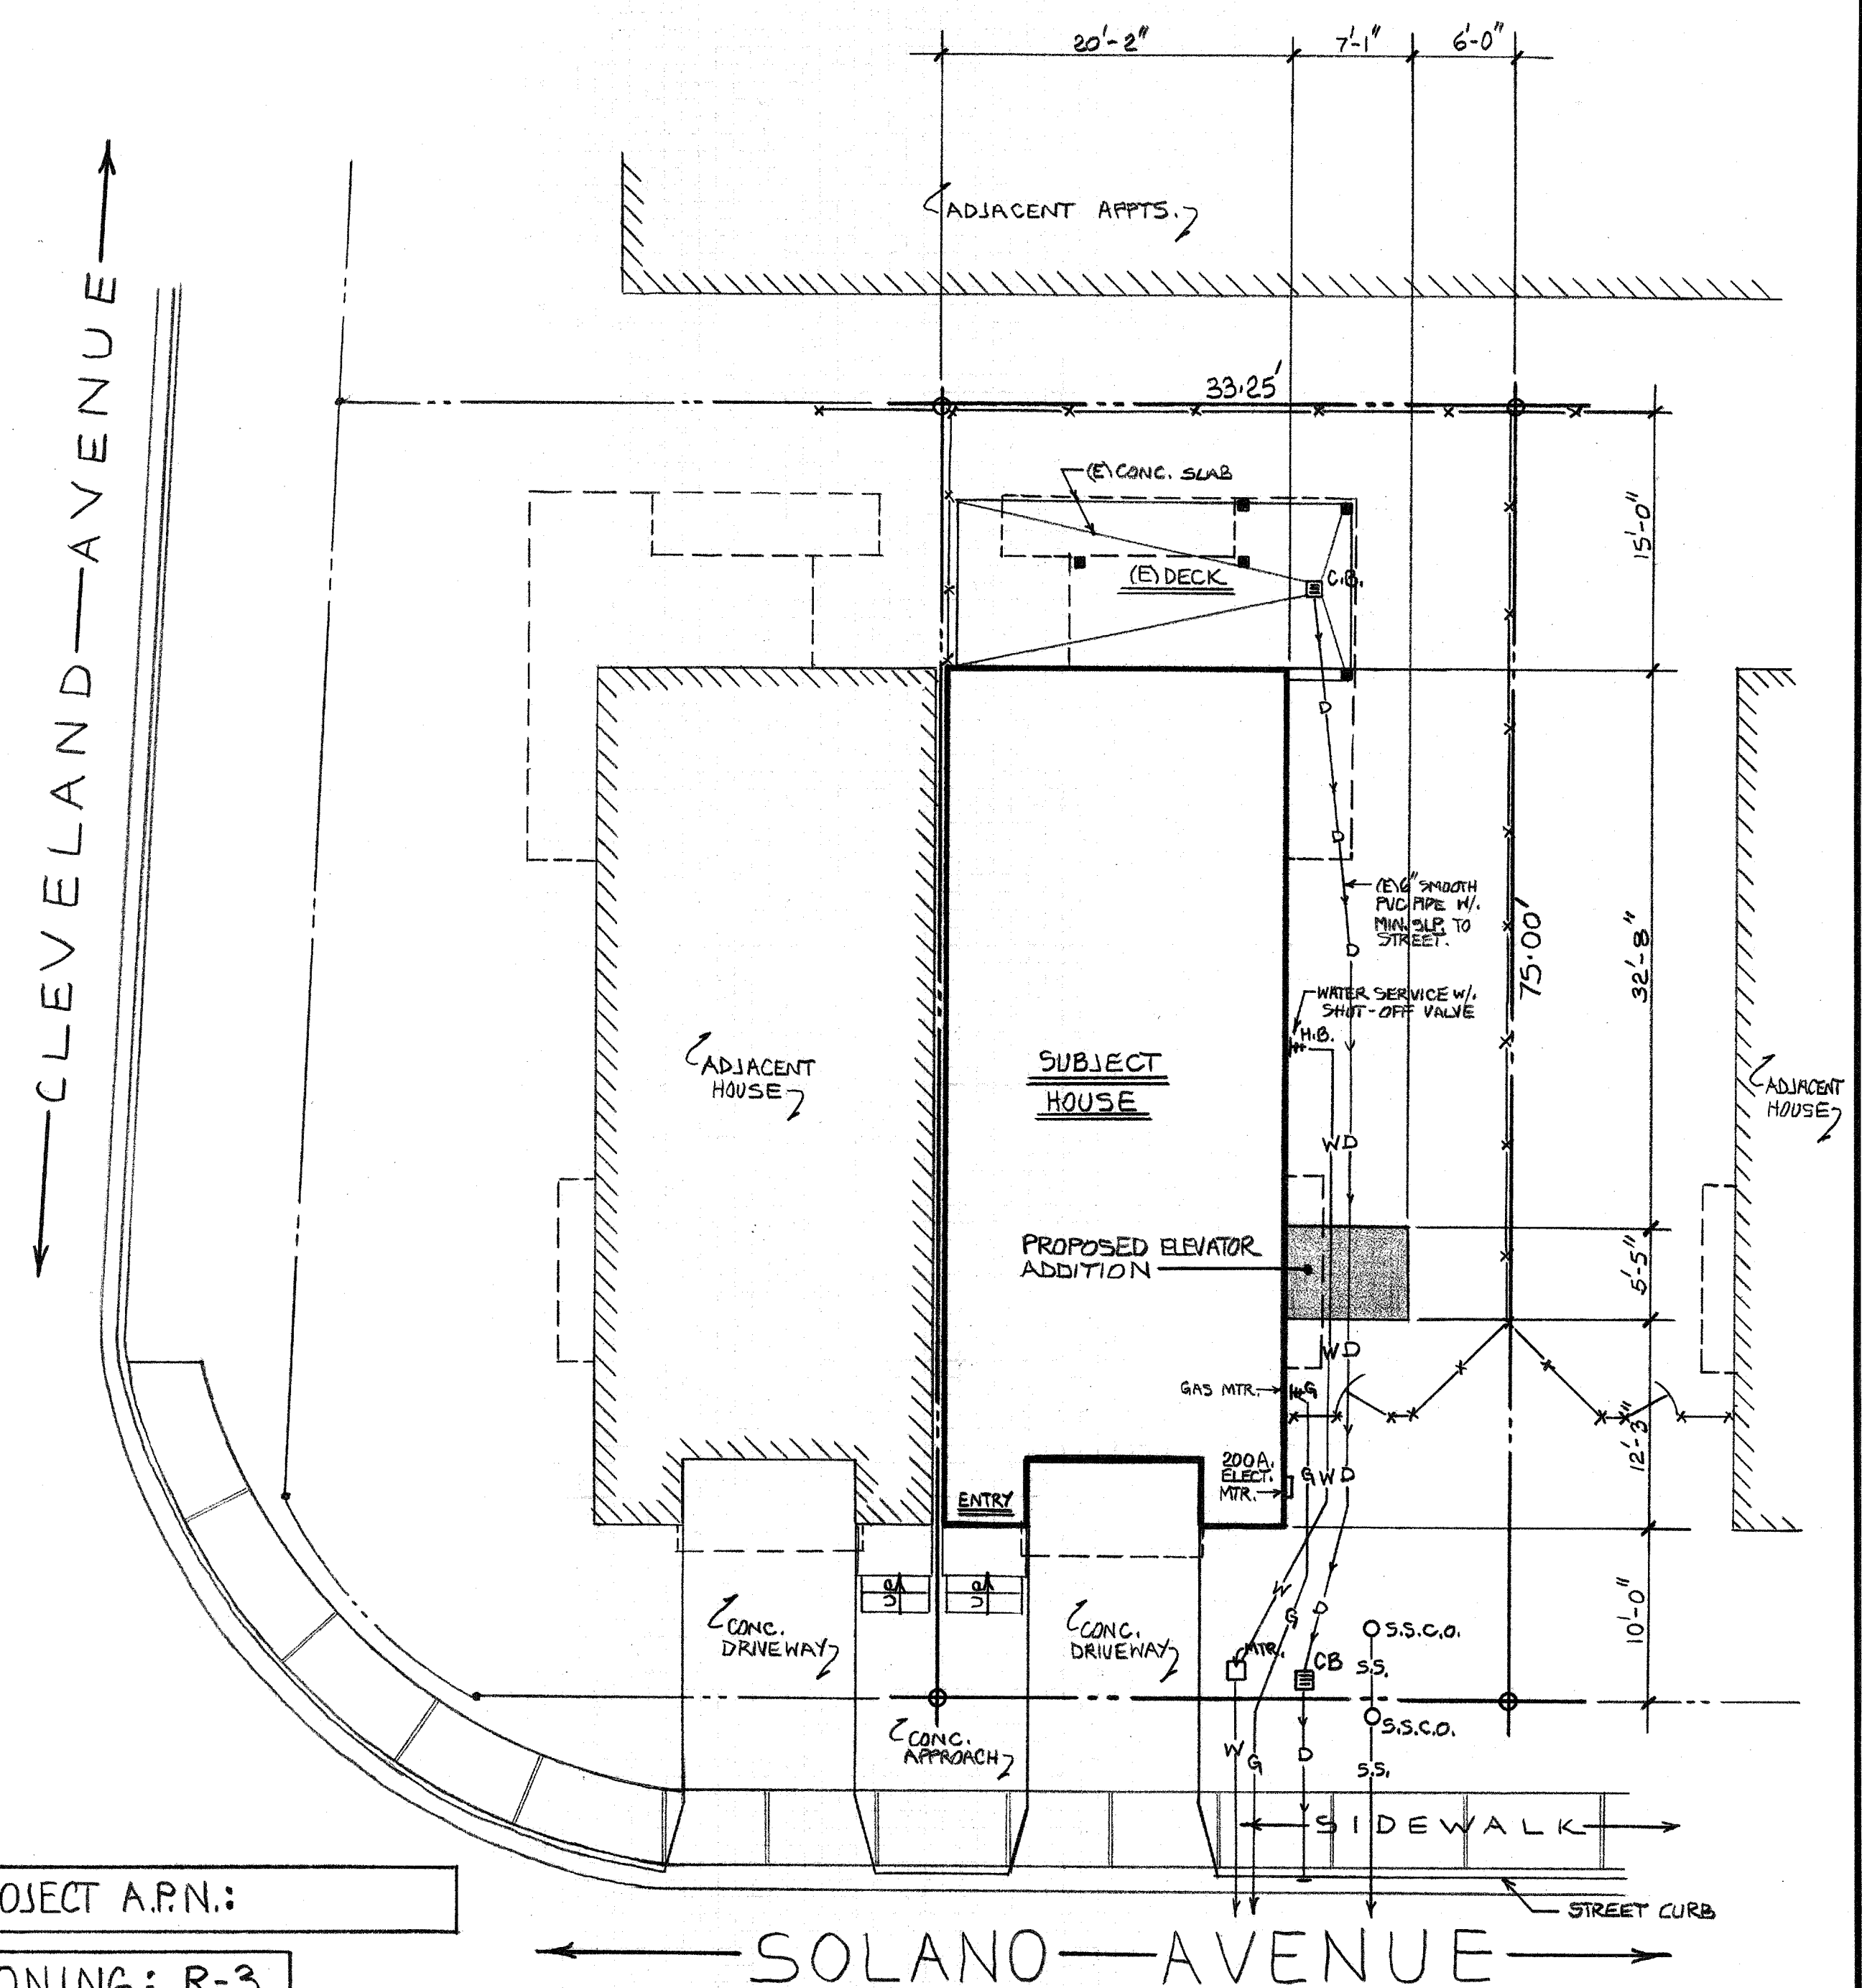 20'-2"
7'-1"
6'-0"
ADJACENT APPTS.
33.25'
(E) CONC. SLAB
(E) DECK
C.B.
15'-0"
CLEVELAND AVENUE
D
D
(E) 6" SMOOTH
PVC PIPE W/.
MIN. SLP. TO
STREET.
D
75.00'
32'-8"
WATER SERVICE W/.
SHUT-OFF VALVE
H.B.
ADJACENT
HOUSE
SUBJECT
HOUSE
ADJACENT
HOUSE
W D
PROPOSED ELEVATOR
ADDITION
5'-5"
W D
GAS MTR.
G
12'-3"
200 A.
ELECT.
MTR.
G W D
ENTRY
UP
UP
W
G
D
10'-0"
CONC.
DRIVEWAY
CONC.
DRIVEWAY
MTR.
CB
S.S.C.O.
S.S.
S.S.C.O.
CONC.
APPROACH
W
G
D
S.S.
SIDEWALK
STREET CURB
OJECT A.P.N.:
SOLANO AVENUE
ONING: R-3